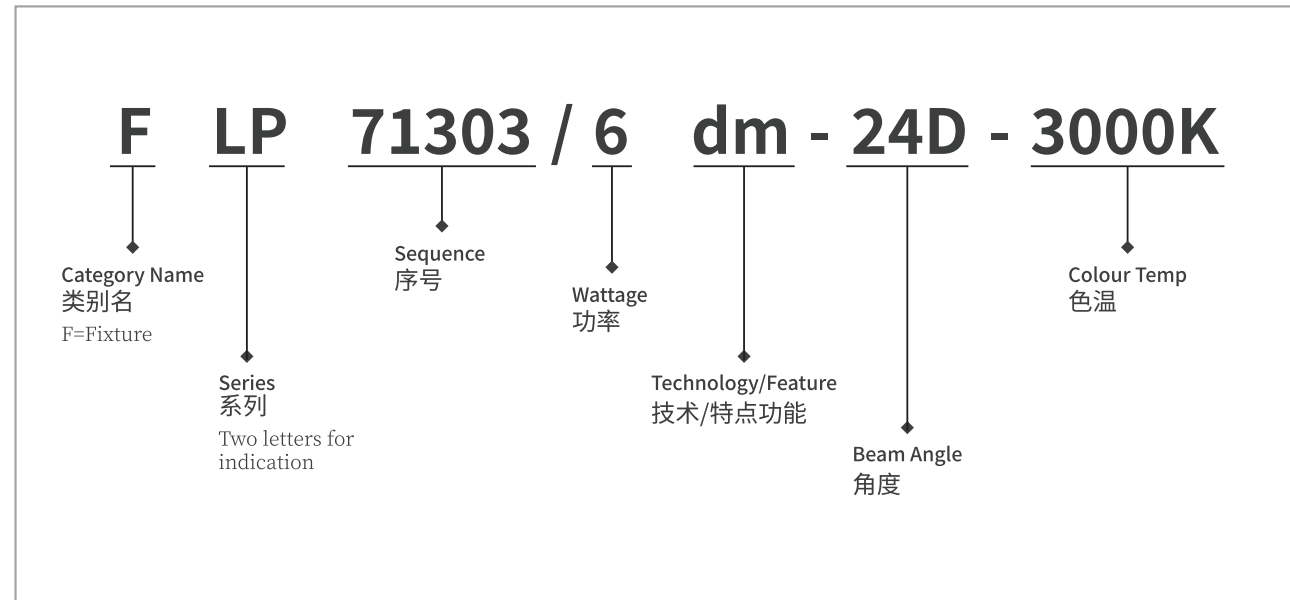 F LP 71303 / 6 dm - 24D - 3000K
Category Name
类别名
F=Fixture
Series
系列
Two letters for
indication
Sequence
序号
Wattage
功率
Technology/Feature
技术/特点功能
Beam Angle
角度
Colour Temp
色温